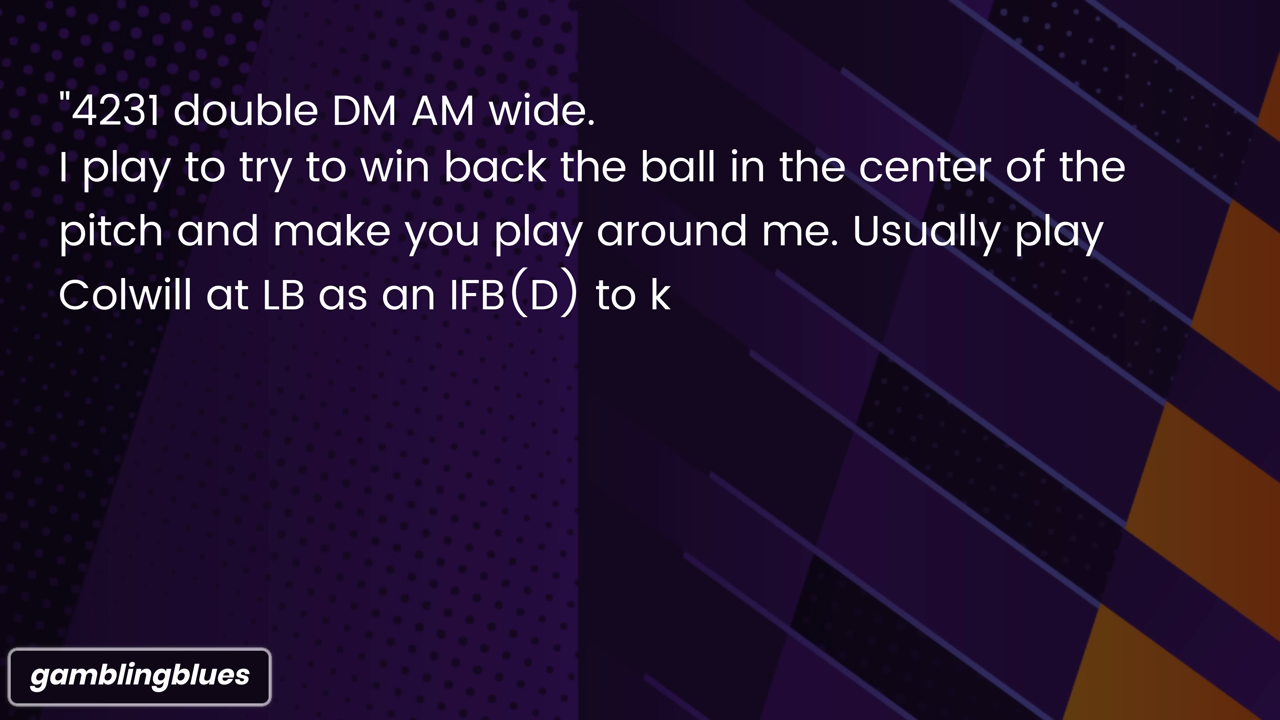 "4231 double DM AM wide.
I play to try to win back the ball in the center of the
pitch and make you play around me. Usually play
Colwill at LB as an IFB(D) to k
gamblingblues